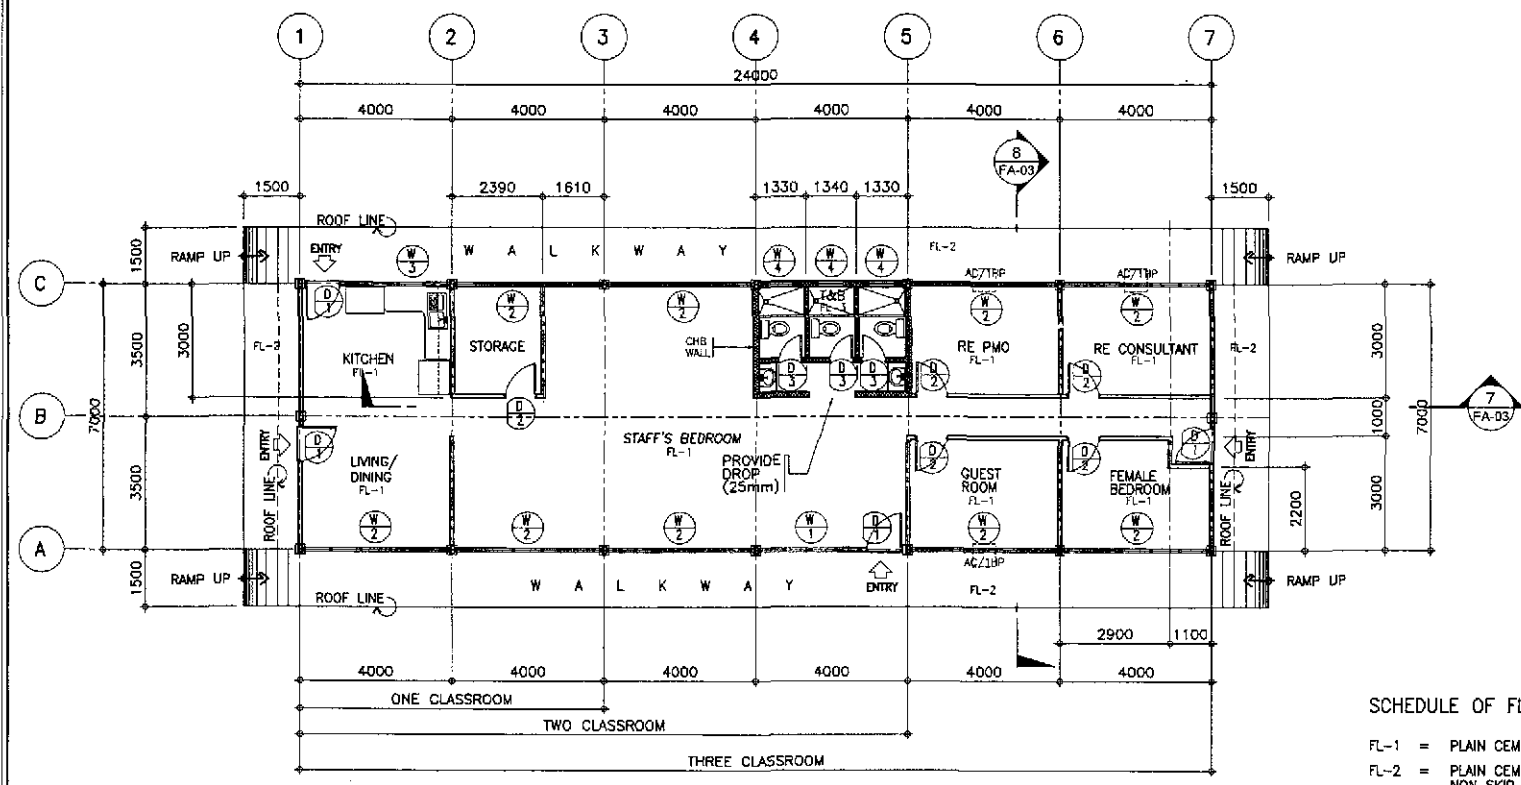 1 2 3 4 5 6 7
24000
4000 4000 4000 4000 4000 4000
8
FA-03
1500 2390 1610 1330 1340 1330 1500
ROOF LINE
ENTRY
W A L K W A Y
FL-2
1500
RAMP UP
W
3
W
4
W
4
W
4
RAMP UP
C
AC/1HP
AC/1HP
D
1
W
2
W
2
T&B
W
2
W
2
3500
3000
FL-2
KITCHEN
FL-1
STORAGE
CHB
WALL
RE PMO
FL-1
RE CONSULTANT
FL-1
FL-2
3000
D
3
D
3
D
3
D
2
D
2
7000
B
D
2
1000
7000
7
FA-03
ENTRY
D
1
STAFF'S BEDROOM
FL-1
D
1
ENTRY
PROVIDE
DROP
(25mm)
D
2
D
2
3500
ROOF LINE
LIVING/
DINING
FL-1
GUEST
ROOM
FL-1
FEMALE
BEDROOM
FL-1
ROOF LINE
2200
3000
W
2
W
2
W
2
W
1
D
1
W
2
W
2
A
AC/1HP
1500
RAMP UP
W A L K W A Y
ENTRY
FL-2
RAMP UP
ROOF LINE
2900 1100
4000 4000 4000 4000 4000 4000
ONE CLASSROOM
TWO CLASSROOM
THREE CLASSROOM
SCHEDULE OF
FL-1 = PLAIN CEM
FL-2 = PLAIN CEM